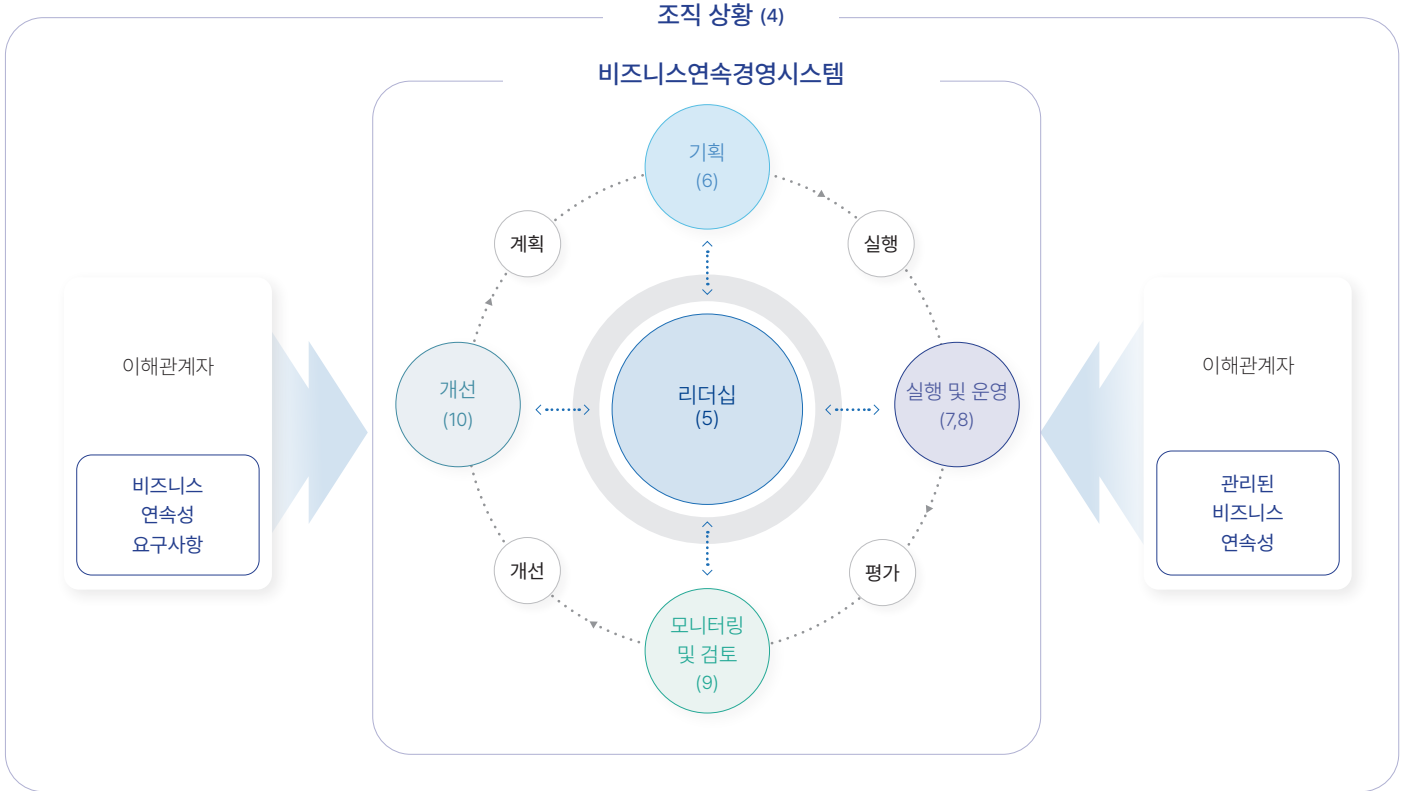 조직 상황 (4)
비즈니스연속경영시스템
기획
(6)
계획
실행
이해관계자
비즈니스
연속성
요구사항
개선
(10)
리더십
(5)
실행 및 운영
(7,8)
이해관계자
관리된
비즈니스
연속성
개선
평가
모니터링
및 검토
(9)